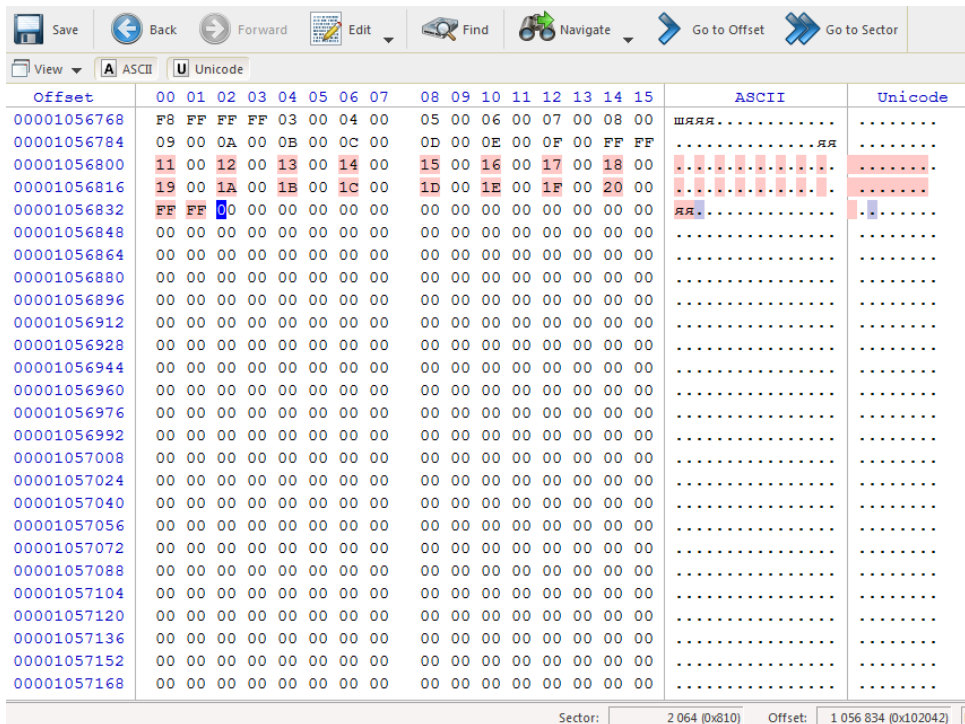 Save Back Forward Edit Find Navigate Go to Offset Go to Sector
View A ASCII U Unicode
Offset 00 01 02 03 04 05 06 07 08 09 10 11 12 13 14 15 ASCII Unicode
00001056768 F8 FF FF FF 03 00 04 00 05 00 06 00 07 00 08 00 шяяя............ ........
00001056784 09 00 0A 00 0B 00 0C 00 0D 00 0E 00 0F 00 FF FF ..............яя ........
00001056800 11 00 12 00 13 00 14 00 15 00 16 00 17 00 18 00 ................ ........
00001056816 19 00 1A 00 1B 00 1C 00 1D 00 1E 00 1F 00 20 00 ................ .......
00001056832 FF FF 00 00 00 00 00 00 00 00 00 00 00 00 00 00 яя.............. .......
00001056848 00 00 00 00 00 00 00 00 00 00 00 00 00 00 00 00 ................ ........
00001056864 00 00 00 00 00 00 00 00 00 00 00 00 00 00 00 00 ................ ........
00001056880 00 00 00 00 00 00 00 00 00 00 00 00 00 00 00 00 ................ ........
00001056896 00 00 00 00 00 00 00 00 00 00 00 00 00 00 00 00 ................ ........
00001056912 00 00 00 00 00 00 00 00 00 00 00 00 00 00 00 00 ................ ........
00001056928 00 00 00 00 00 00 00 00 00 00 00 00 00 00 00 00 ................ ........
00001056944 00 00 00 00 00 00 00 00 00 00 00 00 00 00 00 00 ................ ........
00001056960 00 00 00 00 00 00 00 00 00 00 00 00 00 00 00 00 ................ ........
00001056976 00 00 00 00 00 00 00 00 00 00 00 00 00 00 00 00 ................ ........
00001056992 00 00 00 00 00 00 00 00 00 00 00 00 00 00 00 00 ................ ........
00001057008 00 00 00 00 00 00 00 00 00 00 00 00 00 00 00 00 ................ ........
00001057024 00 00 00 00 00 00 00 00 00 00 00 00 00 00 00 00 ................ ........
00001057040 00 00 00 00 00 00 00 00 00 00 00 00 00 00 00 00 ................ ........
00001057056 00 00 00 00 00 00 00 00 00 00 00 00 00 00 00 00 ................ ........
00001057072 00 00 00 00 00 00 00 00 00 00 00 00 00 00 00 00 ................ ........
00001057088 00 00 00 00 00 00 00 00 00 00 00 00 00 00 00 00 ................ ........
00001057104 00 00 00 00 00 00 00 00 00 00 00 00 00 00 00 00 ................ ........
00001057120 00 00 00 00 00 00 00 00 00 00 00 00 00 00 00 00 ................ ........
00001057136 00 00 00 00 00 00 00 00 00 00 00 00 00 00 00 00 ................ ........
00001057152 00 00 00 00 00 00 00 00 00 00 00 00 00 00 00 00 ................ ........
00001057168 00 00 00 00 00 00 00 00 00 00 00 00 00 00 00 00 ................ ........
Sector: 2 064 (0x810) Offset: 1 056 834 (0x102042)